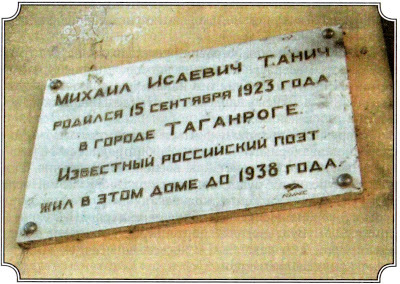 Михаил Исаевич Танич
родился 15 сентября 1923 года
в городе Таганроге.
Известный российский поэт
жил в этом доме до 1938 года.